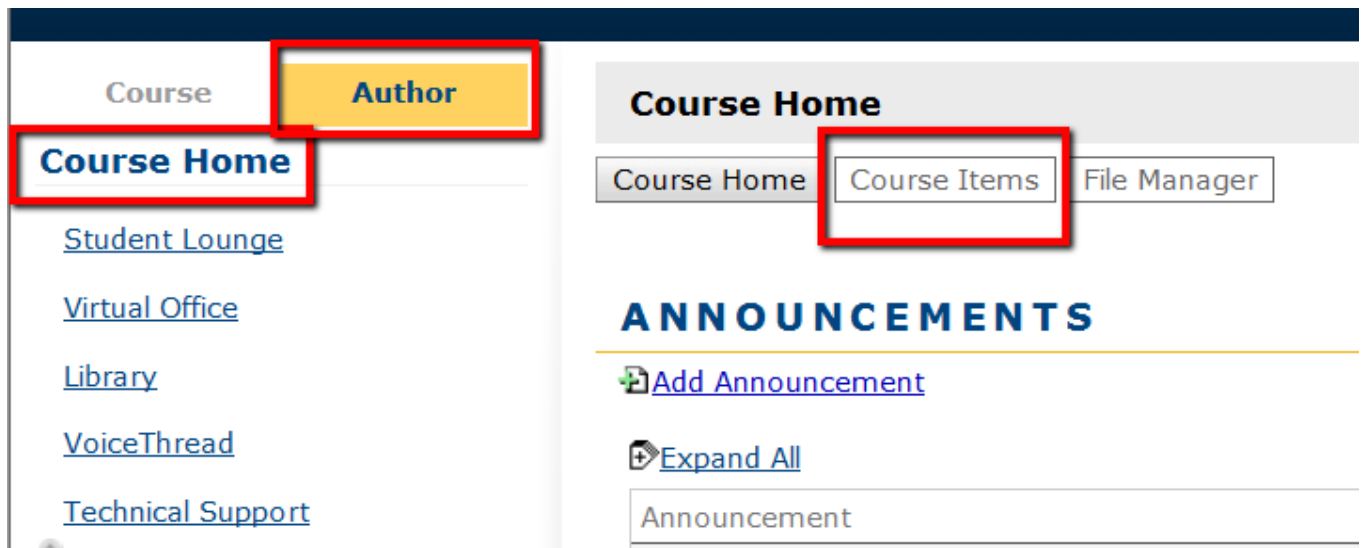 Course Author
Course Home
Student Lounge
Virtual Office
Library
VoiceThread
Technical Support
Course Home
Course Home Course Items File Manager
ANNOUNCEMENTS
Add Announcement
Expand All
Announcement